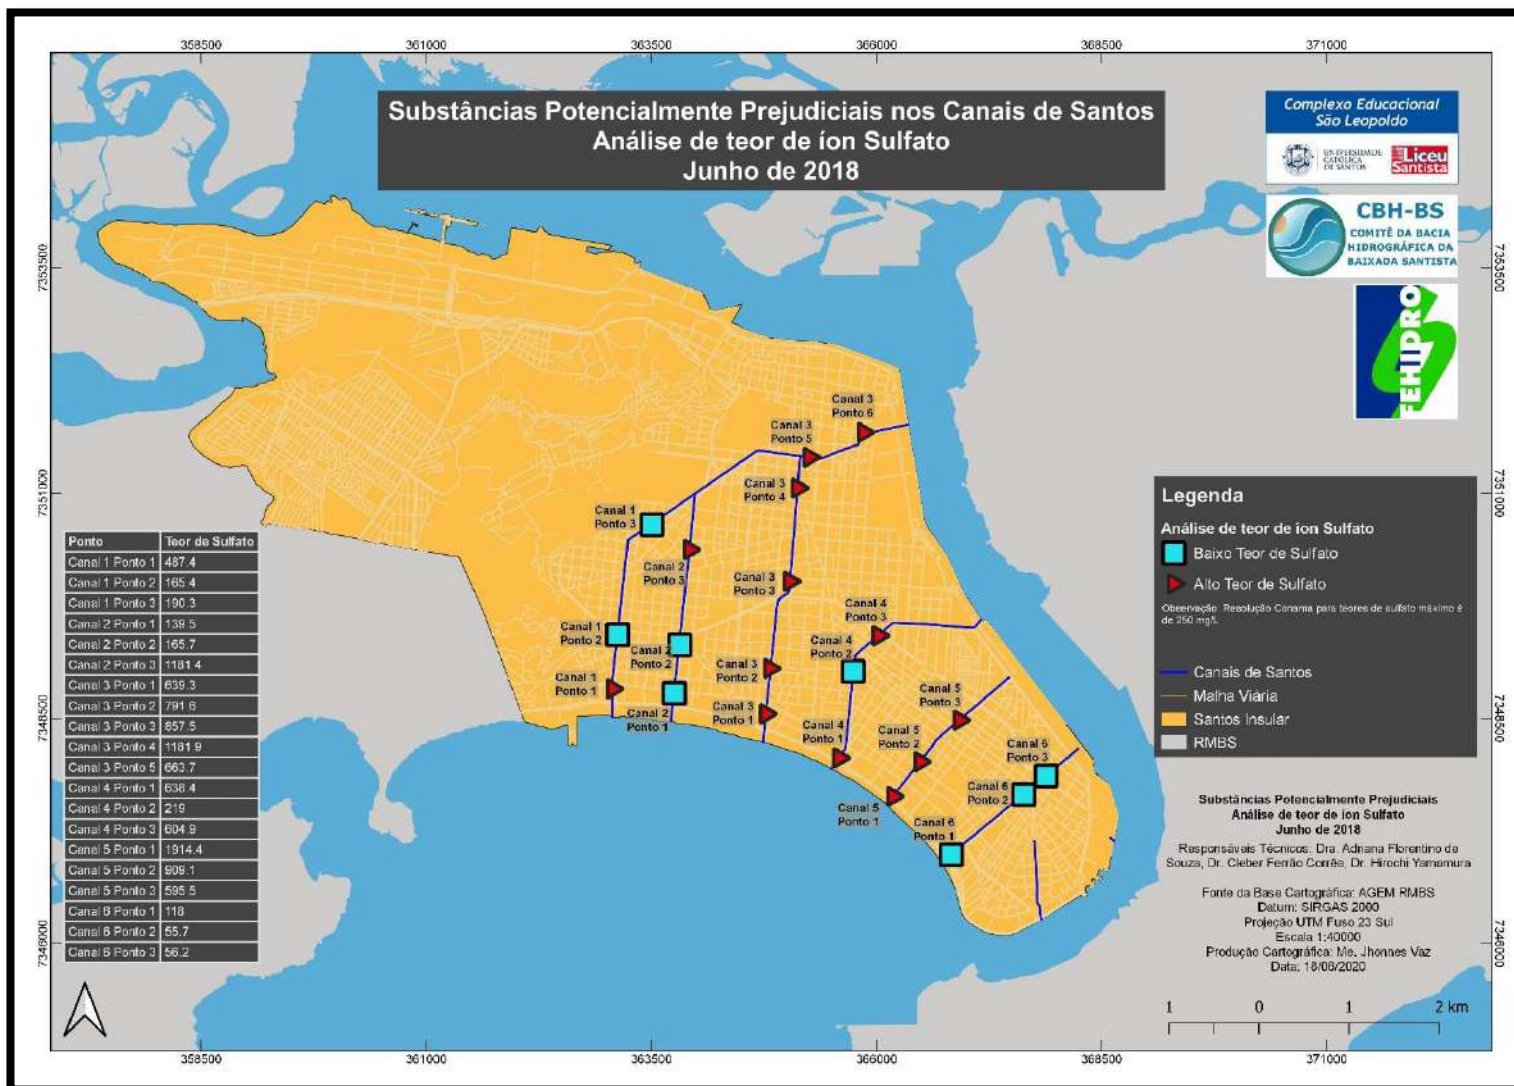 358500 361000 363500 366000 368500 371000
Substâncias Potencialmente Prejudiciais nos Canais de Santos
Análise de teor de íon Sulfato
Junho de 2018
Complexo Educacional
São Leopoldo
UNIVERSIDADE
CATÓLICA
DE SANTOS
Liceu
Santista
CBH-BS
COMITÊ DA BACIA
HIDROGRÁFICA DA
BAIXADA SANTISTA
FEHIDRO
7353500
7353500
7351000
7351000
7348500
7348500
7346000
7346000
Canal 3
Ponto 6
Canal 3
Ponto 5
Canal 3
Ponto 4
Canal 1
Ponto 3
Canal 2
Ponto 3
Canal 3
Ponto 3
Canal 4
Ponto 3
Canal 1
Ponto 2
Canal 2
Ponto 2
Canal 4
Ponto 2
Canal 3
Ponto 2
Canal 1
Ponto 1
Canal 5
Ponto 3
Canal 3
Ponto 1
Canal 2
Ponto 1
Canal 4
Ponto 1
Canal 5
Ponto 2
Canal 6
Ponto 3
Canal 6
Ponto 2
Canal 5
Ponto 1
Canal 6
Ponto 1
Ponto Teor de Sulfato
Canal 1 Ponto 1 487.4
Canal 1 Ponto 2 165.4
Canal 1 Ponto 3 190.3
Canal 2 Ponto 1 139.5
Canal 2 Ponto 2 165.7
Canal 2 Ponto 3 1181.4
Canal 3 Ponto 1 639.3
Canal 3 Ponto 2 791.6
Canal 3 Ponto 3 857.5
Canal 3 Ponto 4 1181.9
Canal 3 Ponto 5 663.7
Canal 4 Ponto 1 638.4
Canal 4 Ponto 2 219
Canal 4 Ponto 3 604.9
Canal 5 Ponto 1 1914.4
Canal 5 Ponto 2 909.1
Canal 5 Ponto 3 595.5
Canal 6 Ponto 1 118
Canal 6 Ponto 2 55.7
Canal 6 Ponto 3 56.2
Legenda
Análise de teor de íon Sulfato
Baixo Teor de Sulfato
Alto Teor de Sulfato
Observação: Resolução Conama para teores de sulfato máximo é
de 250 mg/L
Canais de Santos
Malha Viária
Santos Insular
RMBS
Substâncias Potencialmente Prejudiciais
Análise de teor de íon Sulfato
Junho de 2018
Responsáveis Técnicos: Dra. Adriana Florentino de
Souza, Dr. Cleber Ferrão Corrêa, Dr. Hirochi Yamamura
Fonte da Base Cartográfica: AGEM RMBS
Datum: SIRGAS 2000
Projeção UTM Fuso 23 Sul
Escala 1:40000
Produção Cartográfica: Me. Jhonnes Vaz
Data: 18/06/2020
1 0 1 2 km
358500 361000 363500 366000 368500 371000